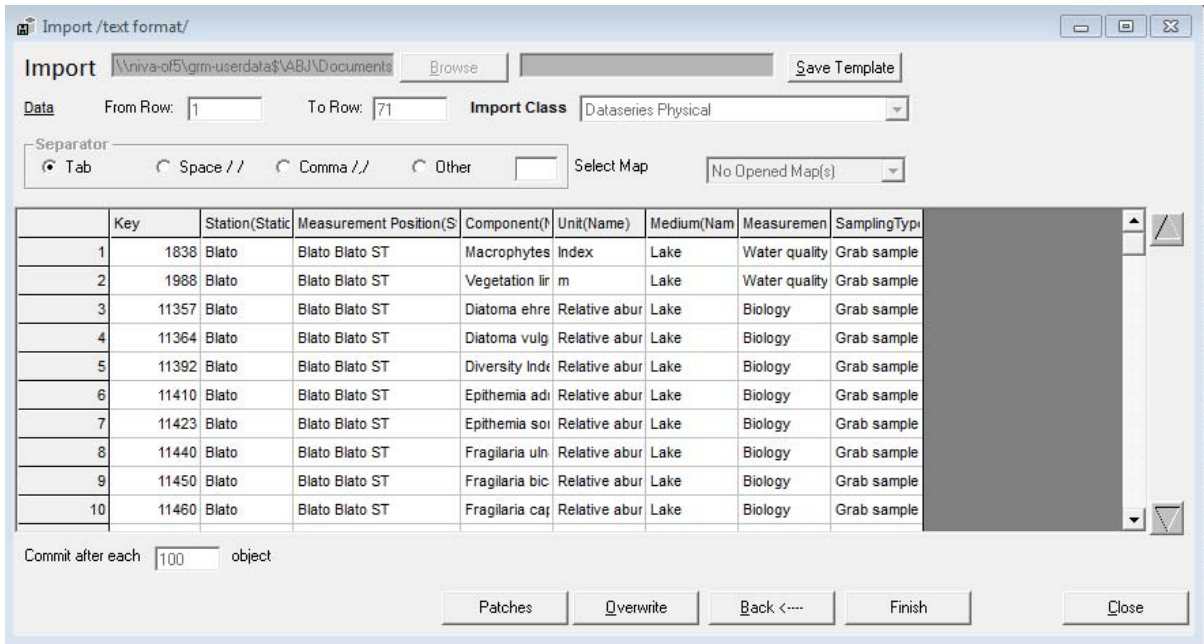 Import /text format/
Import \\niva-of5\grm-userdata$\ABJ\Documents Browse Save Template
Data From Row: 1 To Row: 71 Import Class Dataseries Physical
Separator
Tab Space / / Comma /,/ Other Select Map No Opened Map(s)
Key Station(Static Measurement Position(S Component(N Unit(Name) Medium(Nam Measuremen SamplingType
1 1838 Blato Blato Blato ST Macrophytes Index Lake Water quality Grab sample
2 1988 Blato Blato Blato ST Vegetation lin m Lake Water quality Grab sample
3 11357 Blato Blato Blato ST Diatoma ehre Relative abur Lake Biology Grab sample
4 11364 Blato Blato Blato ST Diatoma vulg Relative abur Lake Biology Grab sample
5 11392 Blato Blato Blato ST Diversity Inde Relative abur Lake Biology Grab sample
6 11410 Blato Blato Blato ST Epithemia adı Relative abur Lake Biology Grab sample
7 11423 Blato Blato Blato ST Epithemia sor Relative abur Lake Biology Grab sample
8 11440 Blato Blato Blato ST Fragilaria uln Relative abur Lake Biology Grab sample
9 11450 Blato Blato Blato ST Fragilaria bic Relative abur Lake Biology Grab sample
10 11460 Blato Blato Blato ST Fragilaria cap Relative abur Lake Biology Grab sample
Commit after each 100 object
Patches Overwrite Back <---- Finish Close